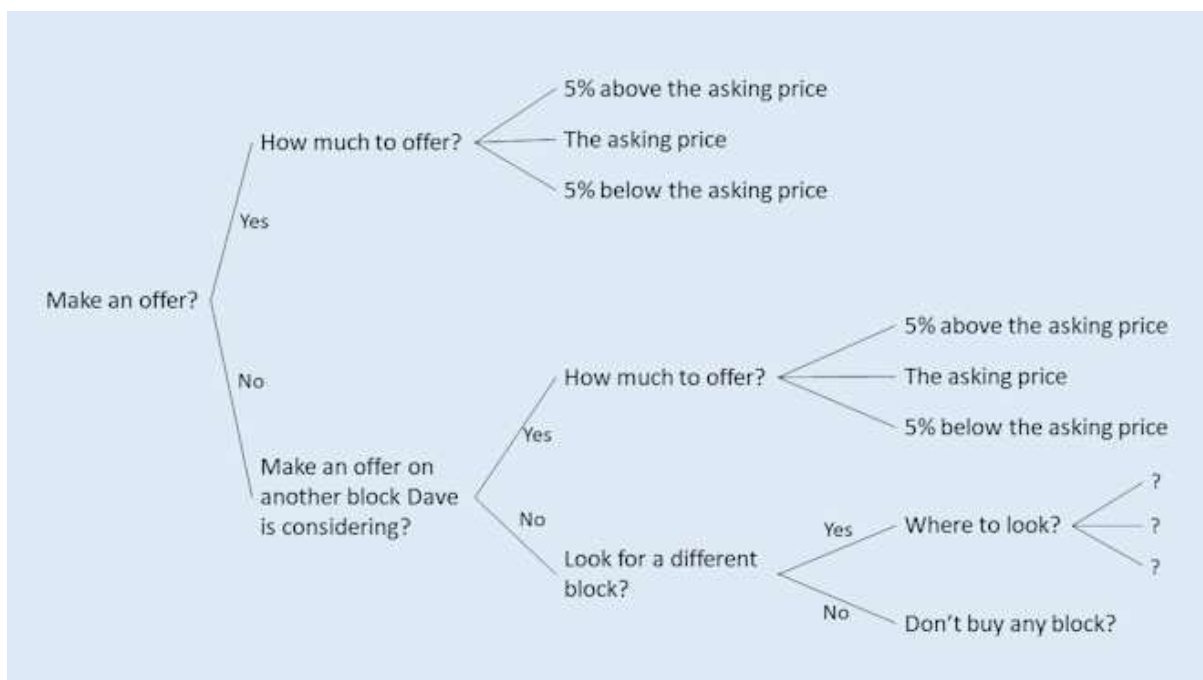 5% above the asking price
How much to offer?
The asking price
5% below the asking price
Yes
Make an offer?
No
5% above the asking price
How much to offer?
The asking price
5% below the asking price
Yes
Make an offer on
another block Dave
is considering?
No
?
Yes
Where to look?
?
?
Look for a different
block?
No
Don't buy any block?